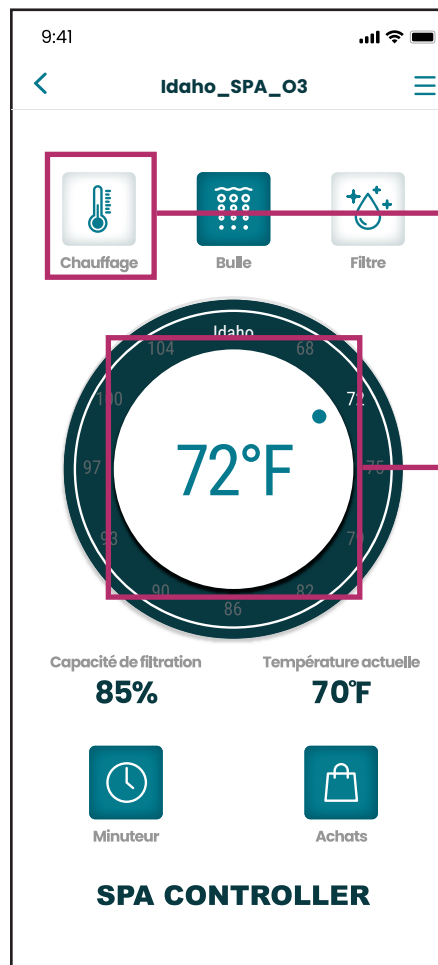 9:41
Idaho_SPA_O3
Chauffage
Bulle
Filtre
Idaho
104
68
100
72
97
75
93
79
90
82
86
72°F
Capacité de filtration
Température actuelle
85%
70°F
Minuteur
Achats
SPA CONTROLLER